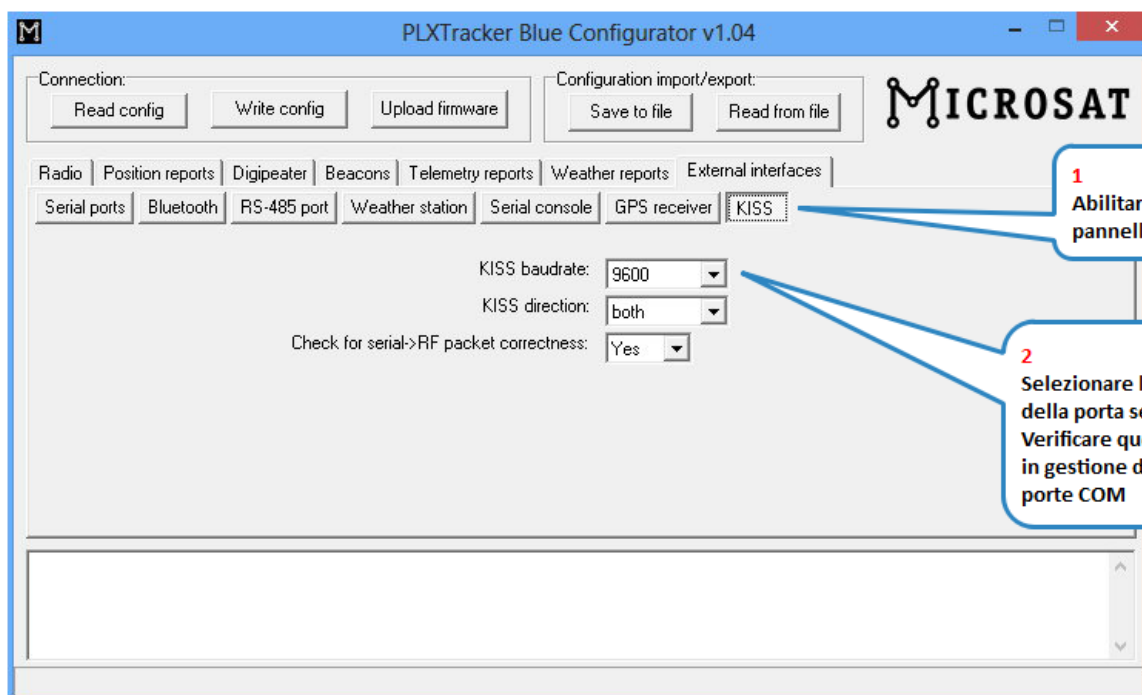 PLXTracker Blue Configurator v1.04
Connection:
Read config
Write config
Upload firmware
Configuration import/export:
Save to file
Read from file
MICROSAT
Radio
Position reports
Digipeater
Beacons
Telemetry reports
Weather reports
External interfaces
Serial ports
Bluetooth
RS-485 port
Weather station
Serial console
GPS receiver
KISS
1
KISS baudrate:
9600
KISS direction:
both
Check for serial->RF packet correctness:
Yes
2
Selezionare
della porta
Verificare
in gestione
porte COM